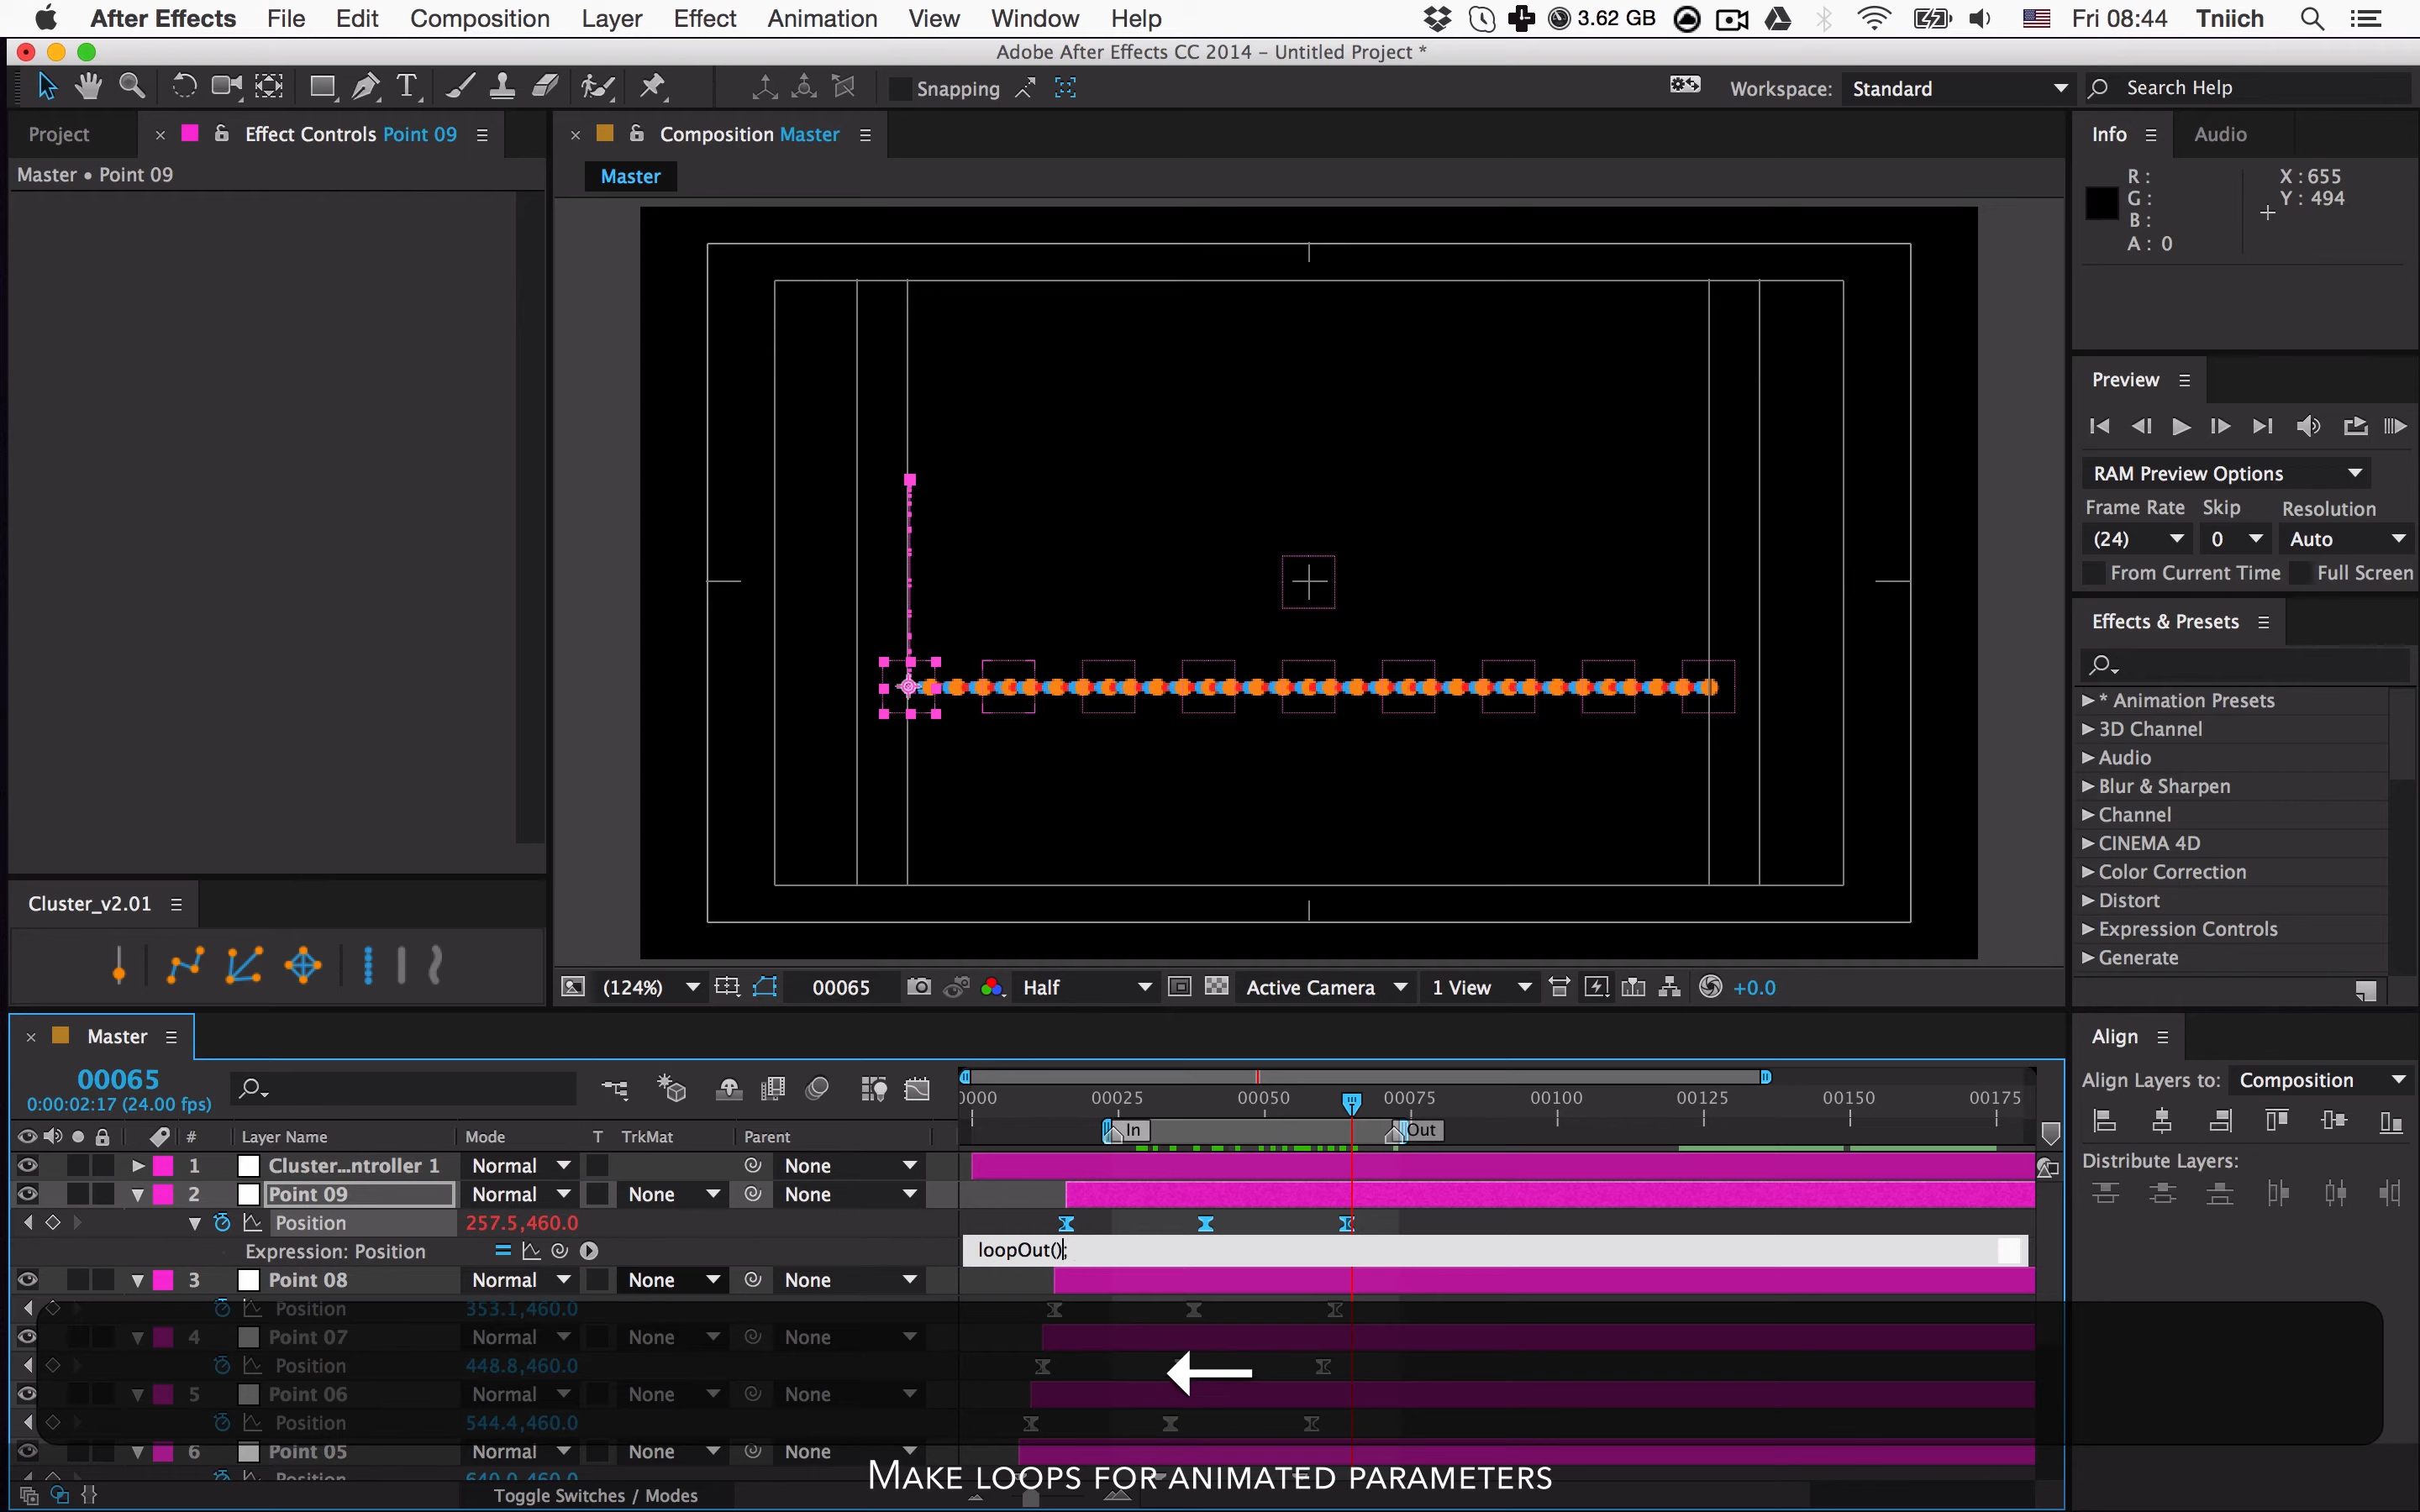 After Effects File Edit Composition Layer Effect Animation View Window Help 3.62 GB Fri 08:44 Tniich
Adobe After Effects CC 2014 – Untitled Project *
Snapping Workspace: Standard Search Help
Project Effect Controls Point 09 Composition Master Info Audio
Master • Point 09
Master
R :
G :
B :
A : 0
X : 655
Y : 494
Preview
RAM Preview Options
Frame Rate Skip Resolution
(24) 0 Auto
From Current Time Full Screen
Effects & Presets
* Animation Presets
3D Channel
Audio
Blur & Sharpen
Channel
CINEMA 4D
Color Correction
Distort
Expression Controls
Generate
Cluster_v2.01
(124%) 00065 Half Active Camera 1 View +0.0
Master
00065
0:00:02:17 (24.00 fps)
0000 00025 00050 00075 00100 00125 00150 00175
In Out
# Layer Name Mode T TrkMat Parent
1 Cluster...ntroller 1 Normal None
2 Point 09 Normal None None
Position 257.5,460.0
Expression: Position loopOut();
3 Point 08 Normal None None
Position 353.1,460.0
4 Point 07 Normal None None
Position 448.8,460.0
5 Point 06 Normal None None
Position 544.4,460.0
6 Point 05 Normal None None
Position 640.0,460.0
Toggle Switches / Modes
Align
Align Layers to: Composition
Distribute Layers:
MAKE LOOPS FOR ANIMATED PARAMETERS